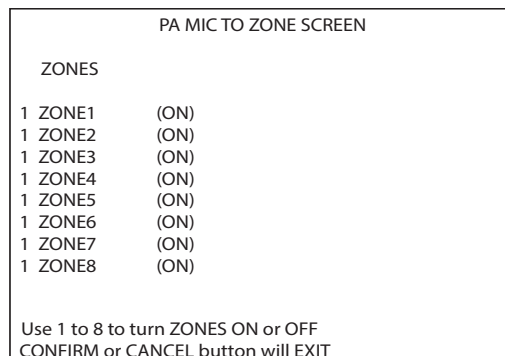 PA MIC TO ZONE SCREEN
ZONES
1 ZONE1 (ON)
1 ZONE2 (ON)
1 ZONE3 (ON)
1 ZONE4 (ON)
1 ZONE5 (ON)
1 ZONE6 (ON)
1 ZONE7 (ON)
1 ZONE8 (ON)
Use 1 to 8 to turn ZONES ON or OFF
CONFIRM or CANCEL button will EXIT